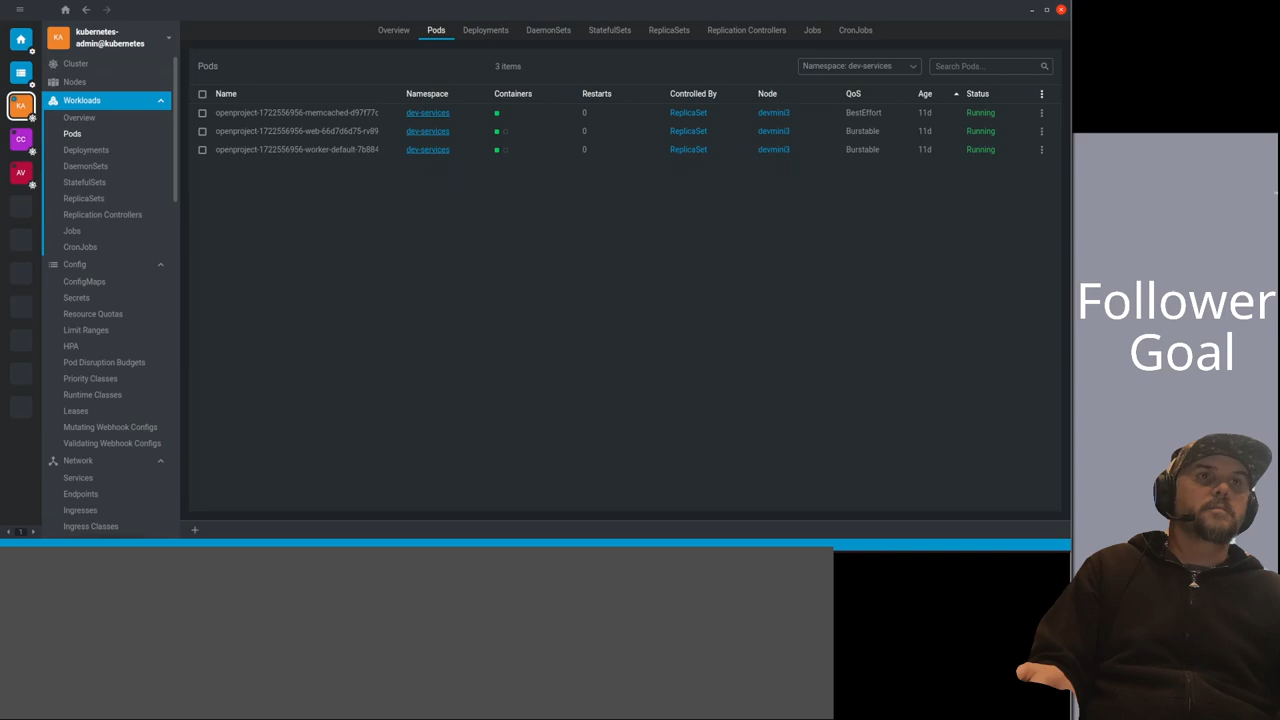 kubernetes-
admin@kubernetes
KA
Cluster
Nodes
Workloads
Overview
Pods
Deployments
DaemonSets
StatefulSets
ReplicaSets
Replication Controllers
Jobs
CronJobs
Config
ConfigMaps
Secrets
Resource Quotas
Limit Ranges
HPA
Pod Disruption Budgets
Priority Classes
Runtime Classes
Leases
Mutating Webhook Configs
Validating Webhook Configs
Network
Services
Endpoints
Ingresses
Ingress Classes
KA
CC
AV
1
Overview Pods Deployments DaemonSets StatefulSets ReplicaSets Replication Controllers Jobs CronJobs
Pods 3 items Namespace: dev-services Search Pods...
Name Namespace Containers Restarts Controlled By Node QoS Age Status
openproject-1722556956-memcached-d97f77c dev-services 0 ReplicaSet devmini3 BestEffort 11d Running
openproject-1722556956-web-66d7d6d75-rv89 dev-services 0 ReplicaSet devmini3 Burstable 11d Running
openproject-1722556956-worker-default-7b884 dev-services 0 ReplicaSet devmini3 Burstable 11d Running
Follower
Goal